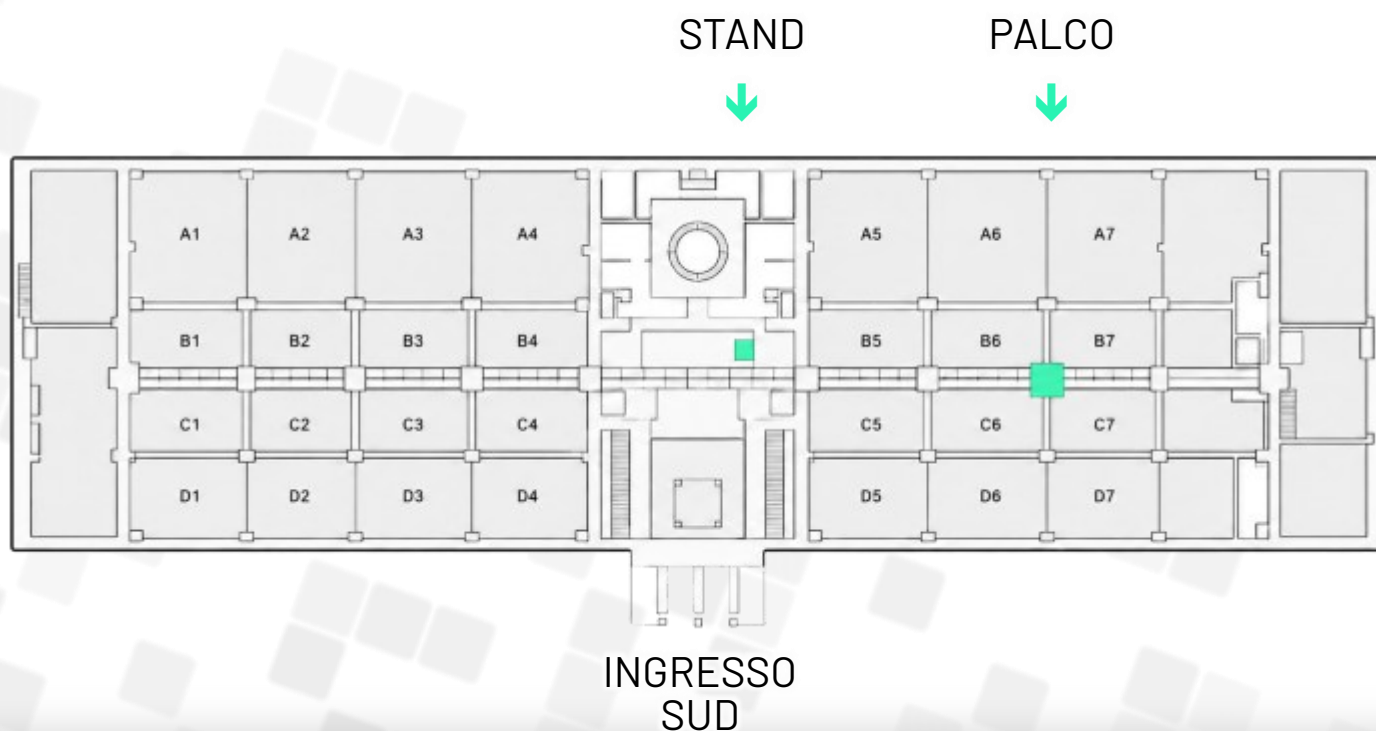 STAND PALCO
A1 A2 A3 A4 A5 A6 A7
B1 B2 B3 B4 B5 B6 B7
C1 C2 C3 C4 C5 C6 C7
D1 D2 D3 D4 D5 D6 D7
INGRESSO
SUD